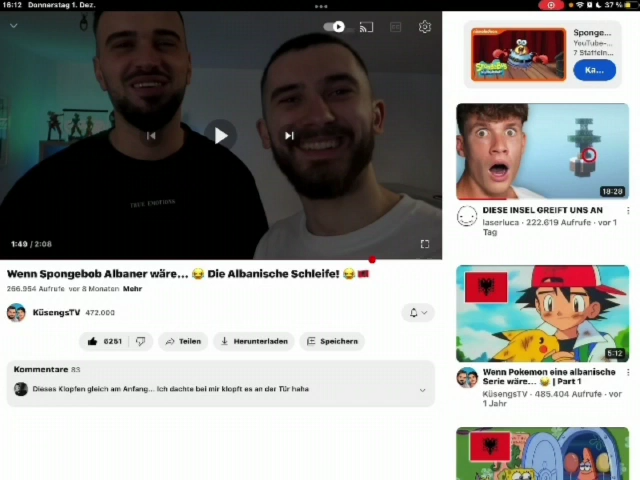 16:12 Donnerstag 1. Dez.
37 %
TRUE EMOTIONS
1:49 / 2:08
Wenn Spongebob Albaner wäre... 😂 Die Albanische Schleife! 😂 🇦🇱
266.954 Aufrufe vor 8 Monaten Mehr
KüsengsTV 472.000
6251
Teilen
Herunterladen
Speichern
Kommentare 83
Dieses Klopfen gleich am Anfang... Ich dachte bei mir klopft es an der Tür haha
nickelodeon
Sponge...
YouTube-...
7 Staffeln...
Ka...
18:28
DIESE INSEL GREIFT UNS AN
laserluca · 222.619 Aufrufe · vor 1
Tag
5:12
Wenn Pokemon eine albanische
Serie wäre... 😂 | Part 1
KüsengsTV · 485.404 Aufrufe · vor
1 Jahr